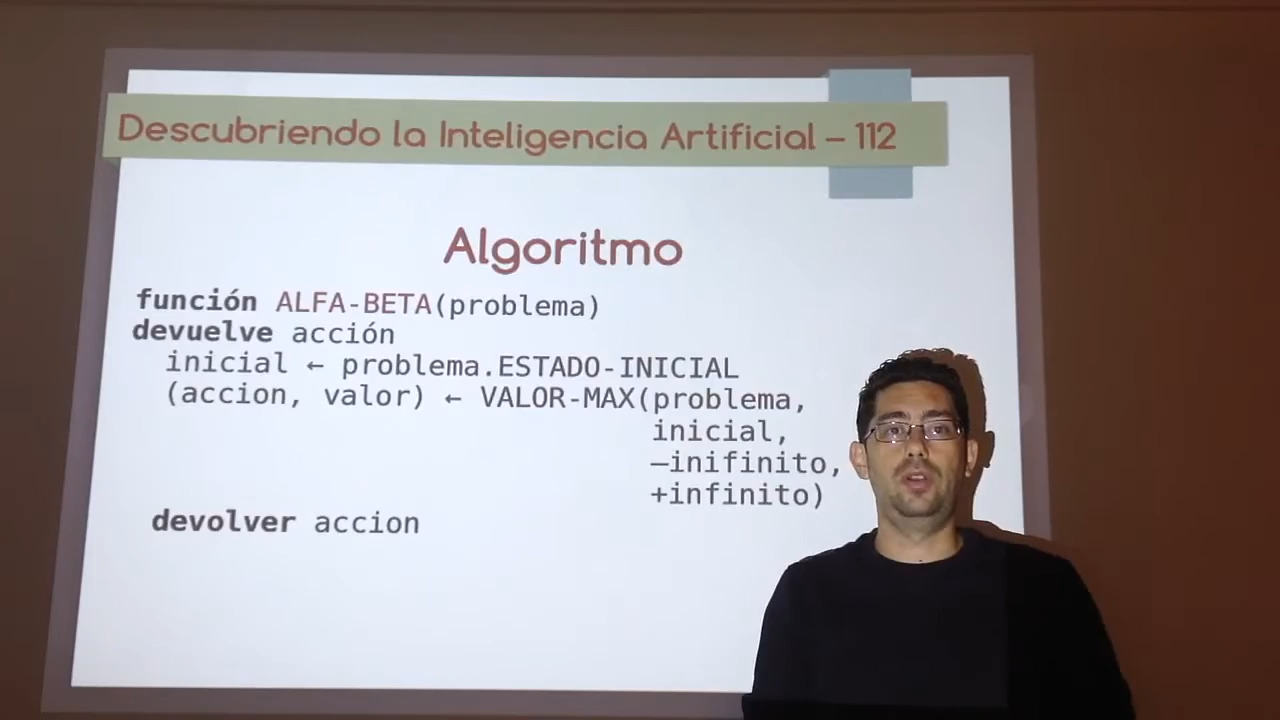 Descubriendo la Inteligencia Artificial – 112
Algoritmo
función ALFA-BETA(problema)
devuelve acción
inicial ← problema.ESTADO-INICIAL
(accion, valor) ← VALOR-MAX(problema,
inicial,
–inifinito,
+infinito)
devolver accion